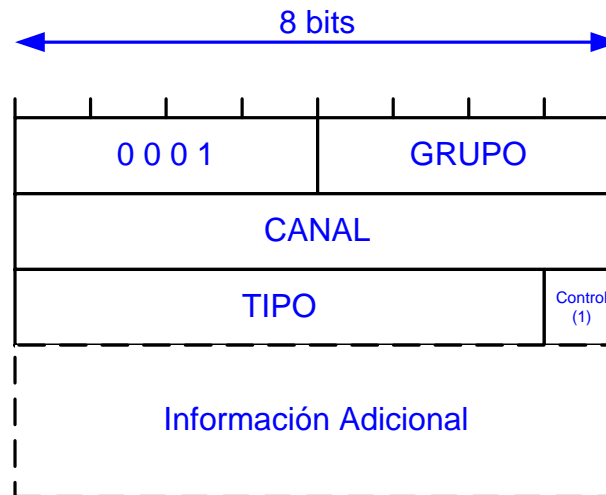 8 bits
0 0 0 1 GRUPO
CANAL
TIPO Control
(1)
Información Adicional